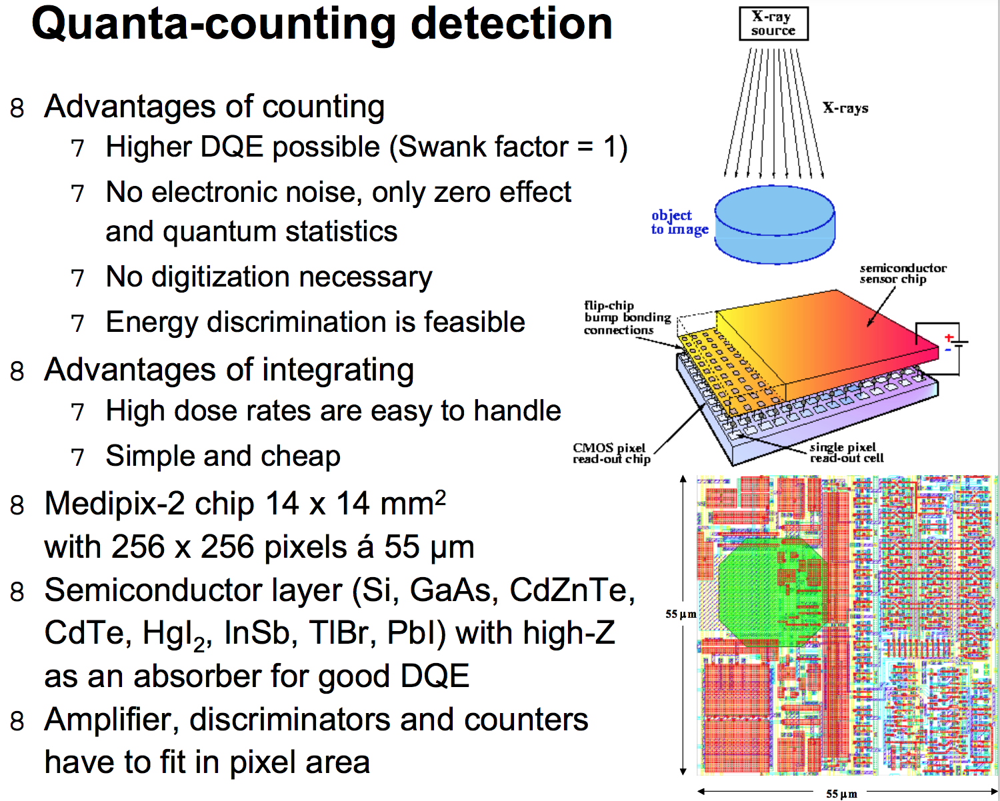 Quanta-counting detection
8 Advantages of counting
7 Higher DQE possible (Swank factor = 1)
7 No electronic noise, only zero effect
and quantum statistics
7 No digitization necessary
7 Energy discrimination is feasible
8 Advantages of integrating
7 High dose rates are easy to handle
7 Simple and cheap
8 Medipix-2 chip 14 x 14 mm²
with 256 x 256 pixels á 55 µm
8 Semiconductor layer (Si, GaAs, CdZnTe,
CdTe, HgI₂, InSb, TlBr, PbI) with high-Z
as an absorber for good DQE
8 Amplifier, discriminators and counters
have to fit in pixel area
X-ray
source
X-rays
object
to image
semiconductor
sensor chip
flip-chip
bump bonding
connections
+
-
CMOS pixel
read-out chip
single pixel
read-out cell
55 µm
55 µm